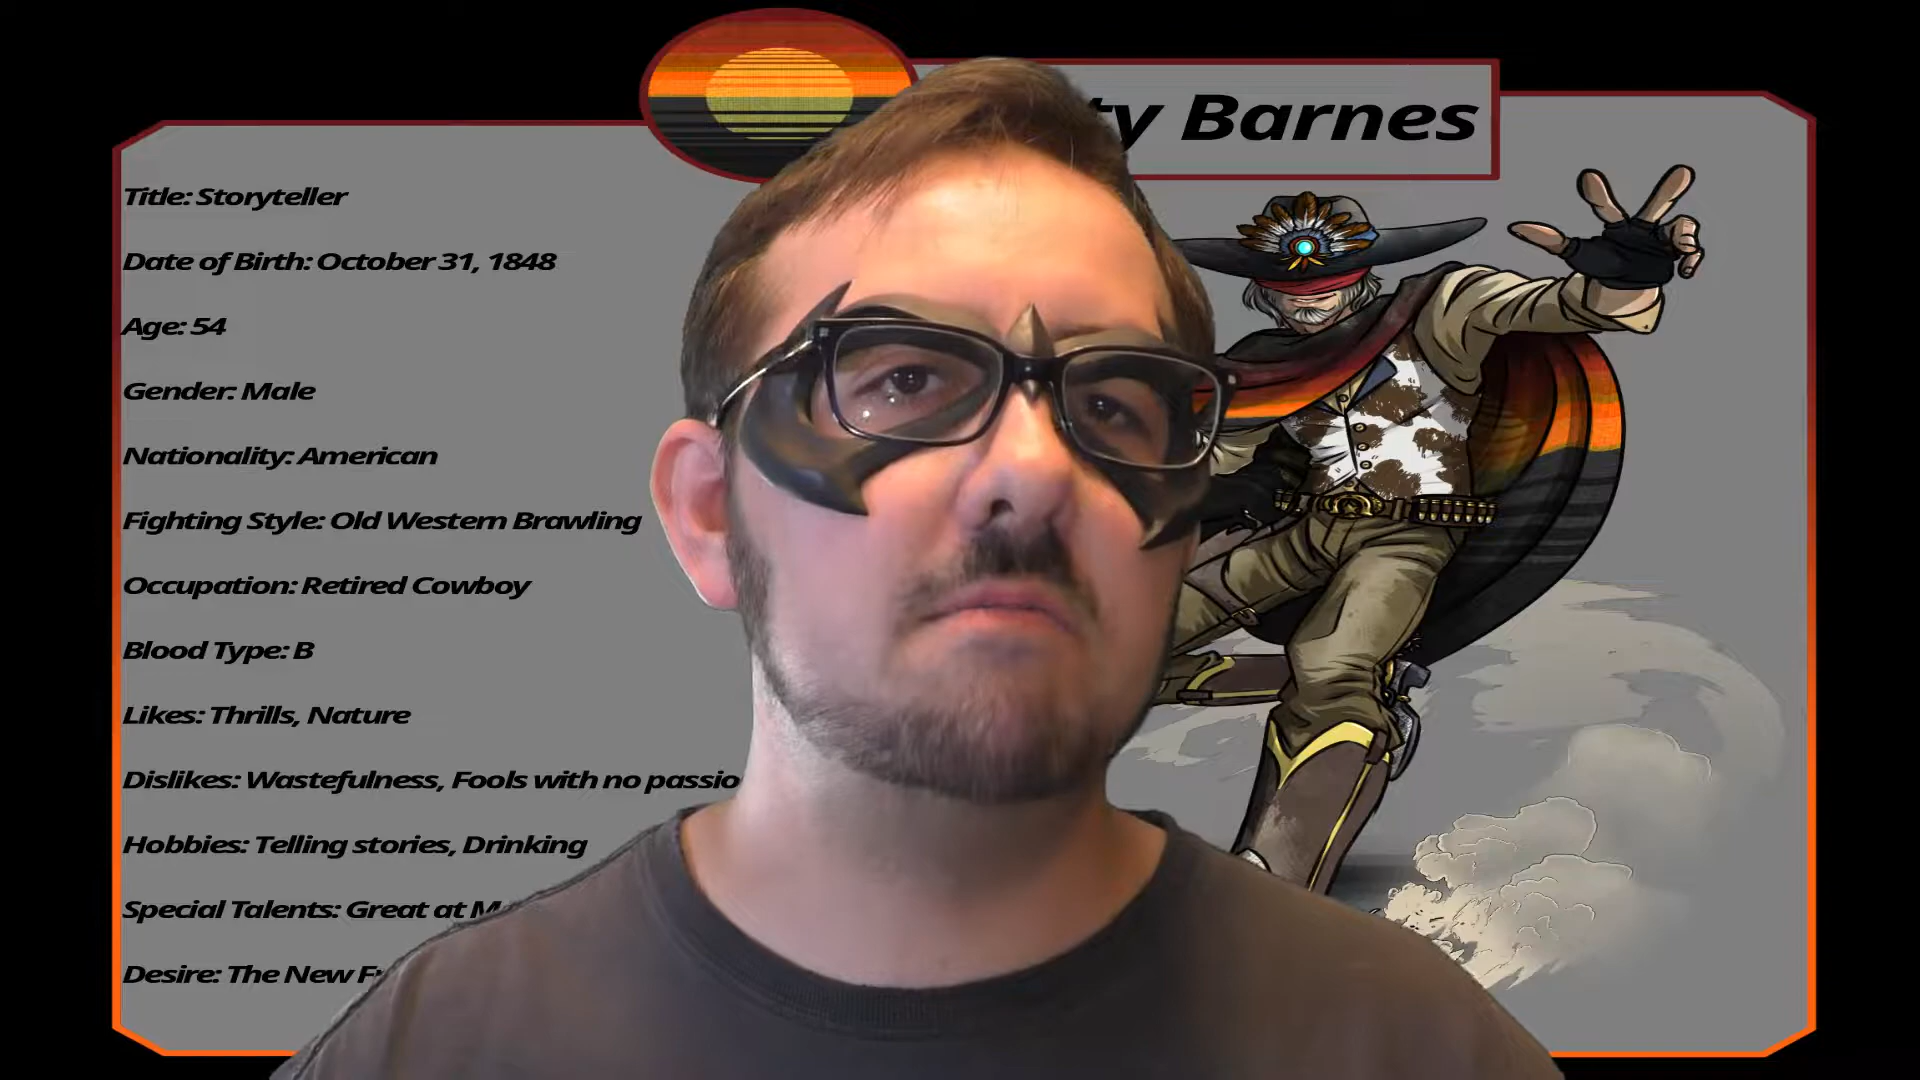 ty Barnes
Title: Storyteller
Date of Birth: October 31, 1848
Age: 54
Gender: Male
Nationality: American
Fighting Style: Old Western Brawling
Occupation: Retired Cowboy
Blood Type: B
Likes: Thrills, Nature
Dislikes: Wastefulness, Fools with no passio
Hobbies: Telling stories, Drinking
Special Talents: Great at
Desire: The New